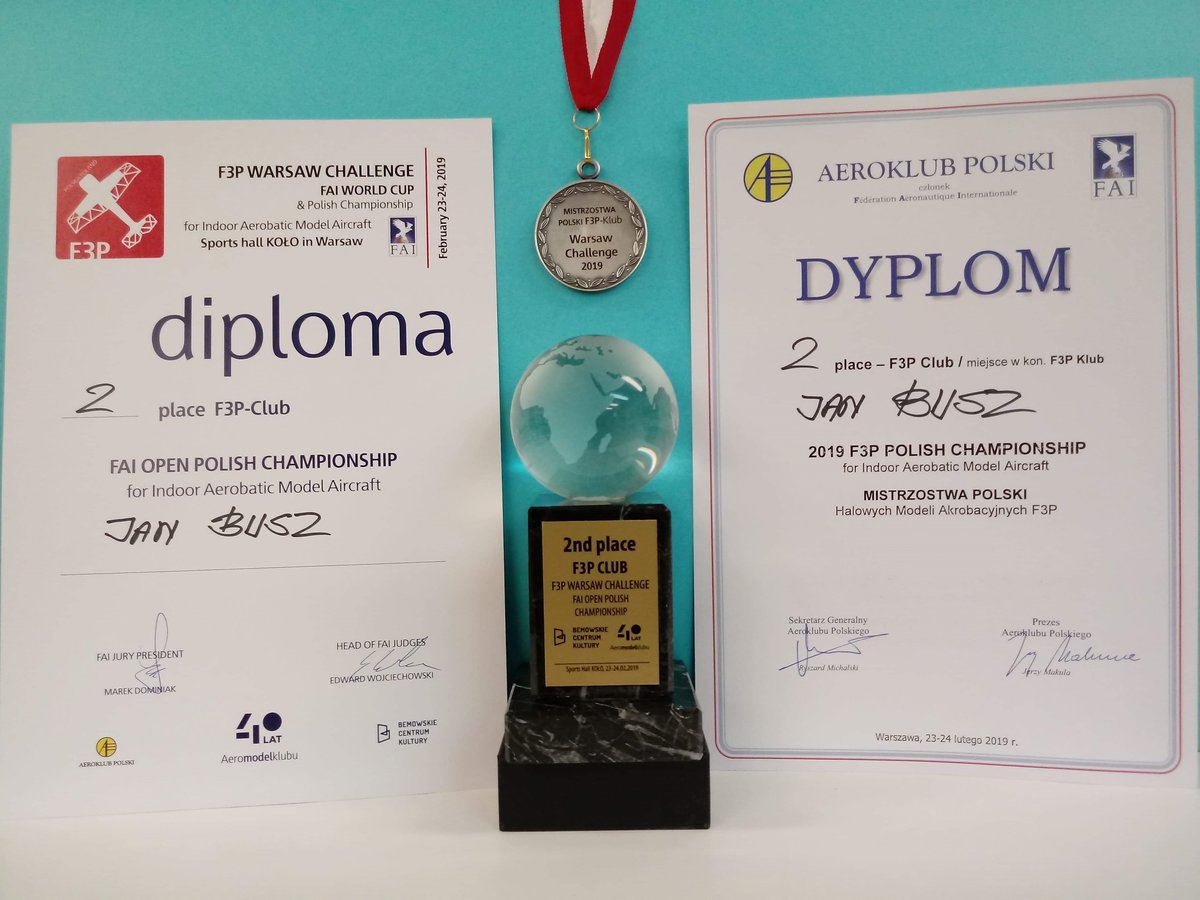 F3P
F3P WARSAW CHALLENGE
FAI WORLD CUP
& Polish Championship
for Indoor Aerobatic Model Aircraft
Sports hall KOŁO in Warsaw
FAI
February 23-24, 2019
diploma
2 place F3P-Club
FAI OPEN POLISH CHAMPIONSHIP
for Indoor Aerobatic Model Aircraft
JAN BUSZ
FAI JURY PRESIDENT
MAREK DOMINIAK
HEAD OF FAI JUDGES
EDWARD WOJCIECHOWSKI
AEROKLUB POLSKI
40 LAT
Aeromodelklubu
BEMOWSKIE
CENTRUM
KULTURY
MISTRZOSTWA
POLSKI F3P-Klub
Warsaw
Challenge
2019
2nd place
F3P CLUB
F3P WARSAW CHALLENGE
FAI OPEN POLISH
CHAMPIONSHIP
BEMOWSKIE
CENTRUM
KULTURY
40 LAT
Aeromodelklubu
Sports Hall KOŁO, 23-24.02.2019
AEROKLUB POLSKI
członek
Fédération Aéronautique Internationale
FAI
DYPLOM
2 place – F3P Club / miejsce w kon. F3P Klub
JAN BUSZ
2019 F3P POLISH CHAMPIONSHIP
for Indoor Aerobatic Model Aircraft
MISTRZOSTWA POLSKI
Halowych Modeli Akrobacyjnych F3P
Sekretarz Generalny
Aeroklubu Polskiego
Ryszard Michalski
Prezes
Aeroklubu Polskiego
Jerzy Makula
Warszawa, 23-24 lutego 2019 r.